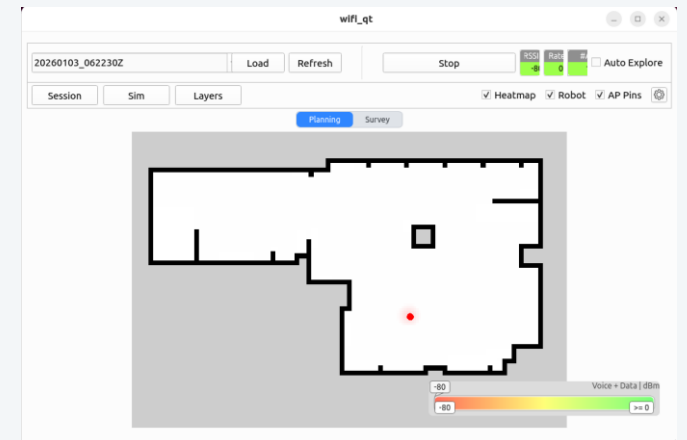 wifi_qt
20260103_062230Z Load Refresh Stop RSSI Rate Auto Explore
-80 0
Session Sim Layers Heatmap Robot AP Pins
Planning Survey
-80 Voice + Data | dBm
-80 >= 0